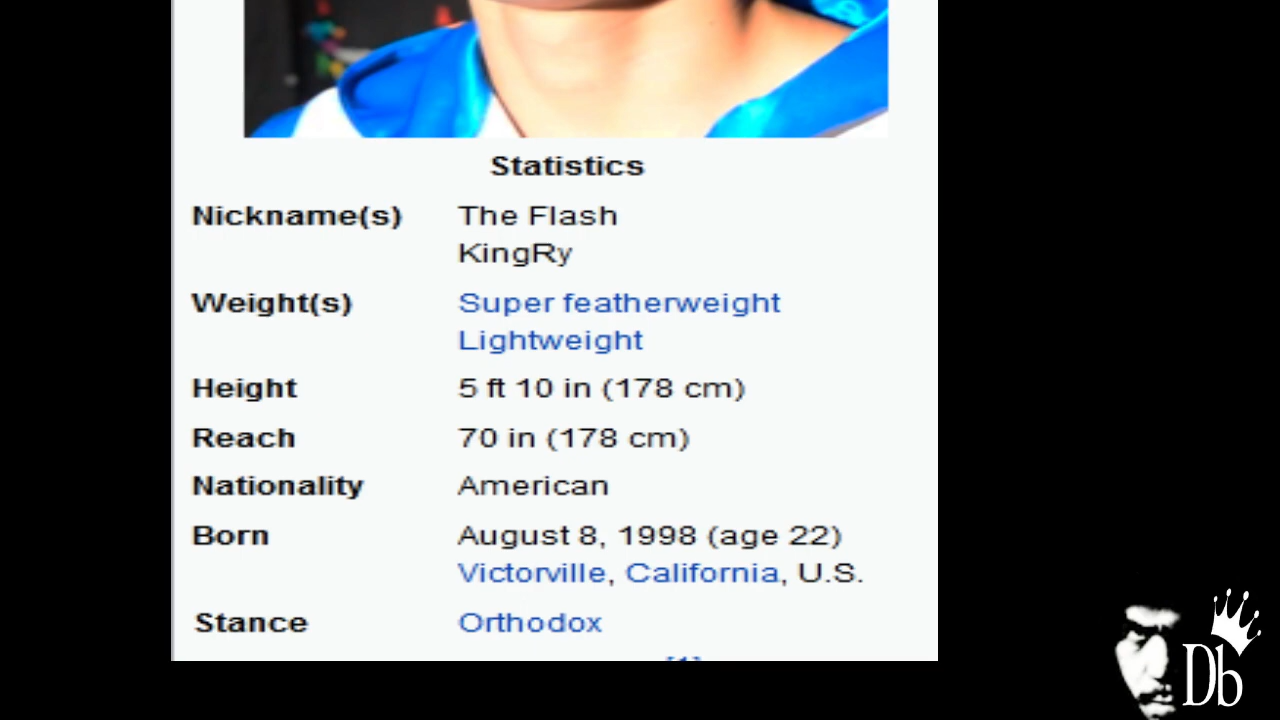 Statistics
Nickname(s) The Flash
KingRy
Weight(s) Super featherweight
Lightweight
Height 5 ft 10 in (178 cm)
Reach 70 in (178 cm)
Nationality American
Born August 8, 1998 (age 22)
Victorville, California, U.S.
Stance Orthodox
Db